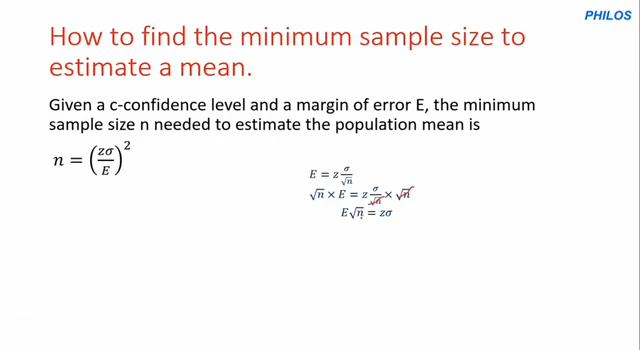 PHILOS
How to find the minimum sample size to
estimate a mean.
Given a c-confidence level and a margin of error E, the minimum
sample size n needed to estimate the population mean is
n = (zσ/E)²
E = z σ/√n
√n × E = z σ/√n × √n
E√n = zσ